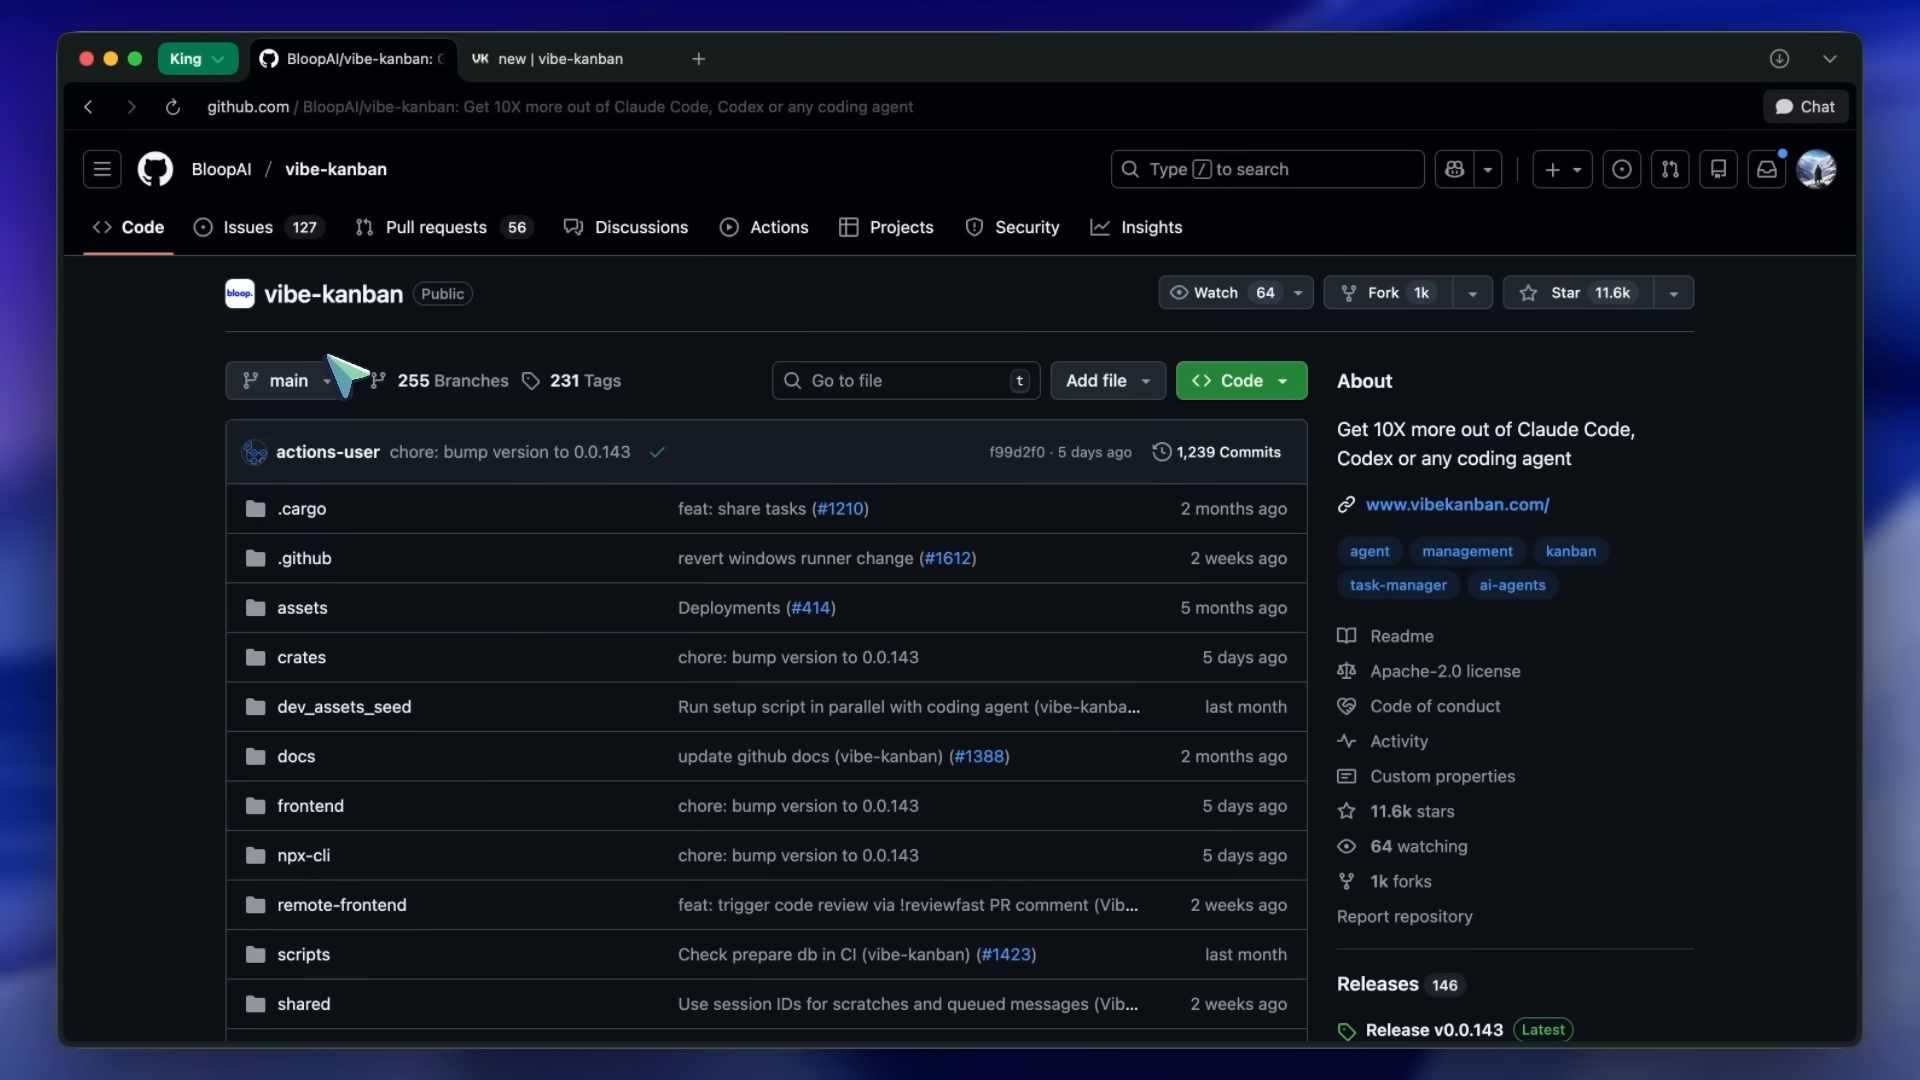 King
BloopAI/vibe-kanban:
VK new | vibe-kanban
github.com / BloopAI/vibe-kanban: Get 10X more out of Claude Code, Codex or any coding agent
Chat
BloopAI / vibe-kanban
Type / to search
Code
Issues 127
Pull requests 56
Discussions
Actions
Projects
Security
Insights
bloop. vibe-kanban Public
Watch 64
Fork 1k
Star 11.6k
main
255 Branches
231 Tags
Go to file t
Add file
Code
actions-user chore: bump version to 0.0.143
f99d2f0 · 5 days ago
1,239 Commits
.cargo feat: share tasks (#1210) 2 months ago
.github revert windows runner change (#1612) 2 weeks ago
assets Deployments (#414) 5 months ago
crates chore: bump version to 0.0.143 5 days ago
dev_assets_seed Run setup script in parallel with coding agent (vibe-kanba... last month
docs update github docs (vibe-kanban) (#1388) 2 months ago
frontend chore: bump version to 0.0.143 5 days ago
npx-cli chore: bump version to 0.0.143 5 days ago
remote-frontend feat: trigger code review via !reviewfast PR comment (Vib... 2 weeks ago
scripts Check prepare db in CI (vibe-kanban) (#1423) last month
shared Use session IDs for scratches and queued messages (Vib... 2 weeks ago
About
Get 10X more out of Claude Code,
Codex or any coding agent
www.vibekanban.com/
agent management kanban
task-manager ai-agents
Readme
Apache-2.0 license
Code of conduct
Activity
Custom properties
11.6k stars
64 watching
1k forks
Report repository
Releases 146
Release v0.0.143 Latest